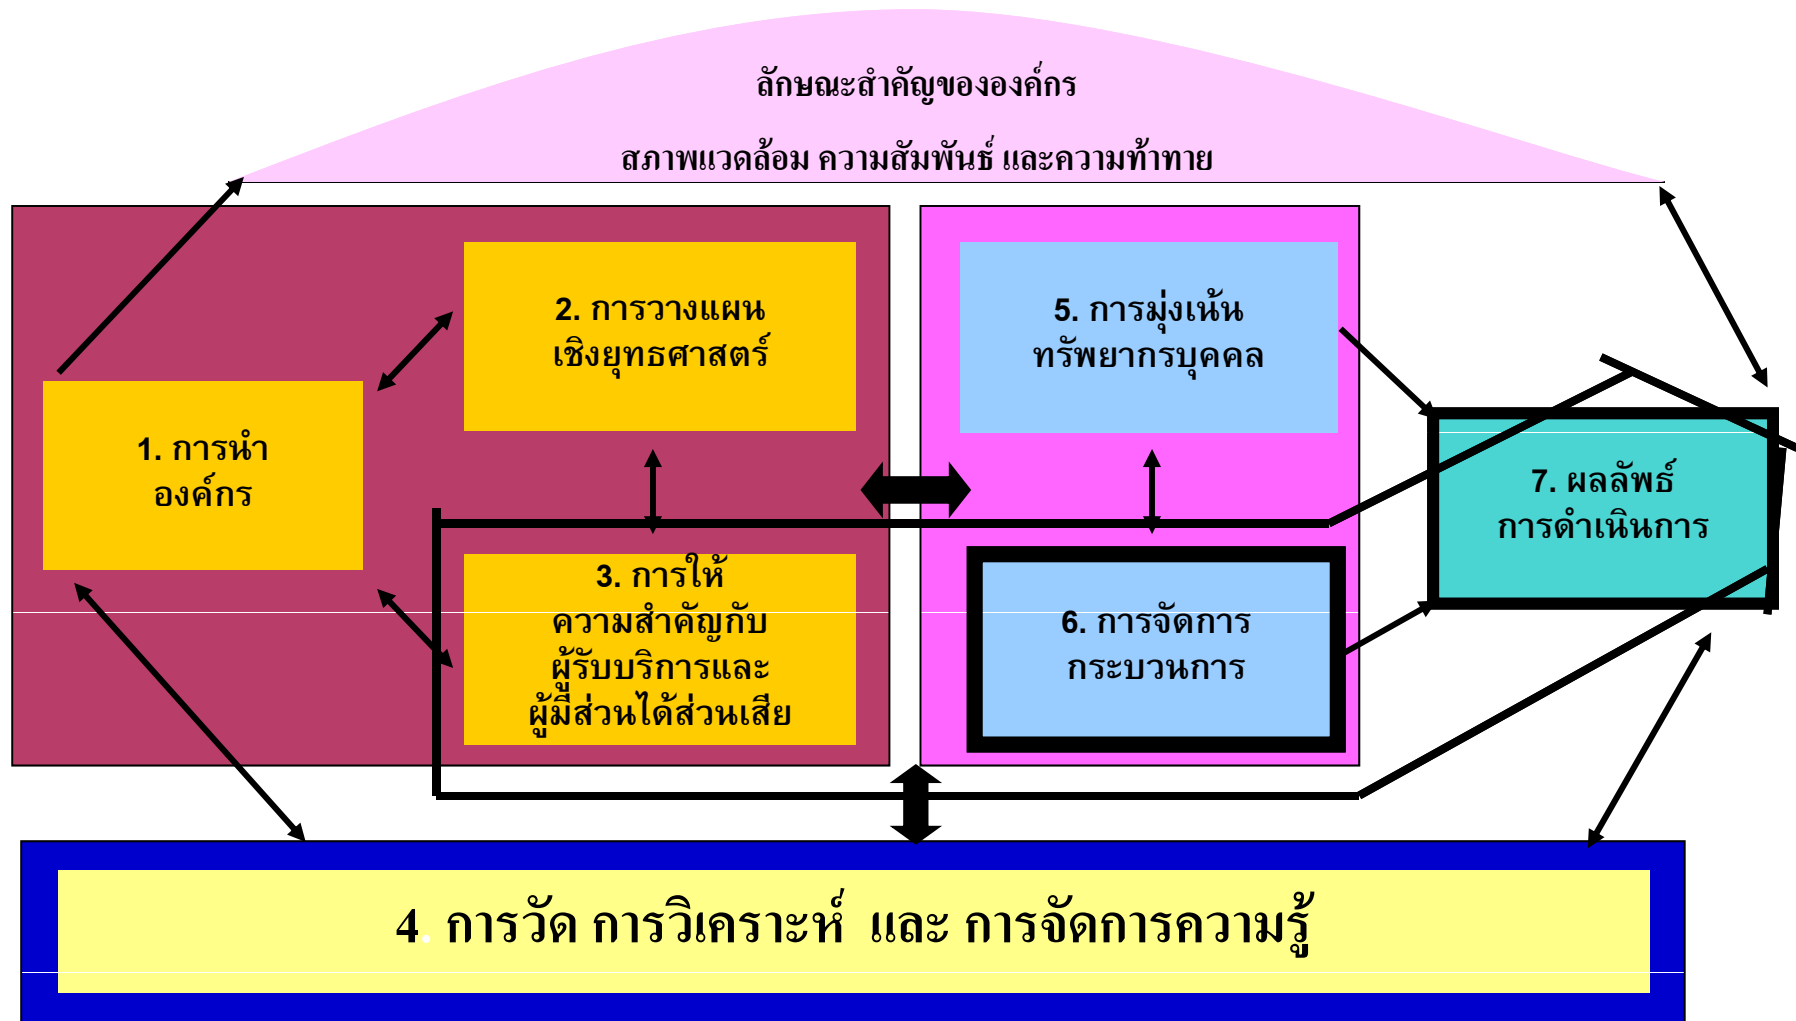 ลักษณะสำคัญขององค์กร
สภาพแวดล้อม ความสัมพันธ์ และความท้าทาย
1. การนำ
องค์กร
2. การวางแผน
เชิงยุทธศาสตร์
3. การให้
ความสำคัญกับ
ผู้รับบริการและ
ผู้มีส่วนได้ส่วนเสีย
5. การมุ่งเน้น
ทรัพยากรบุคคล
6. การจัดการ
กระบวนการ
7. ผลลัพธ์
การดำเนินการ
4. การวัด การวิเคราะห์ และ การจัดการความรู้